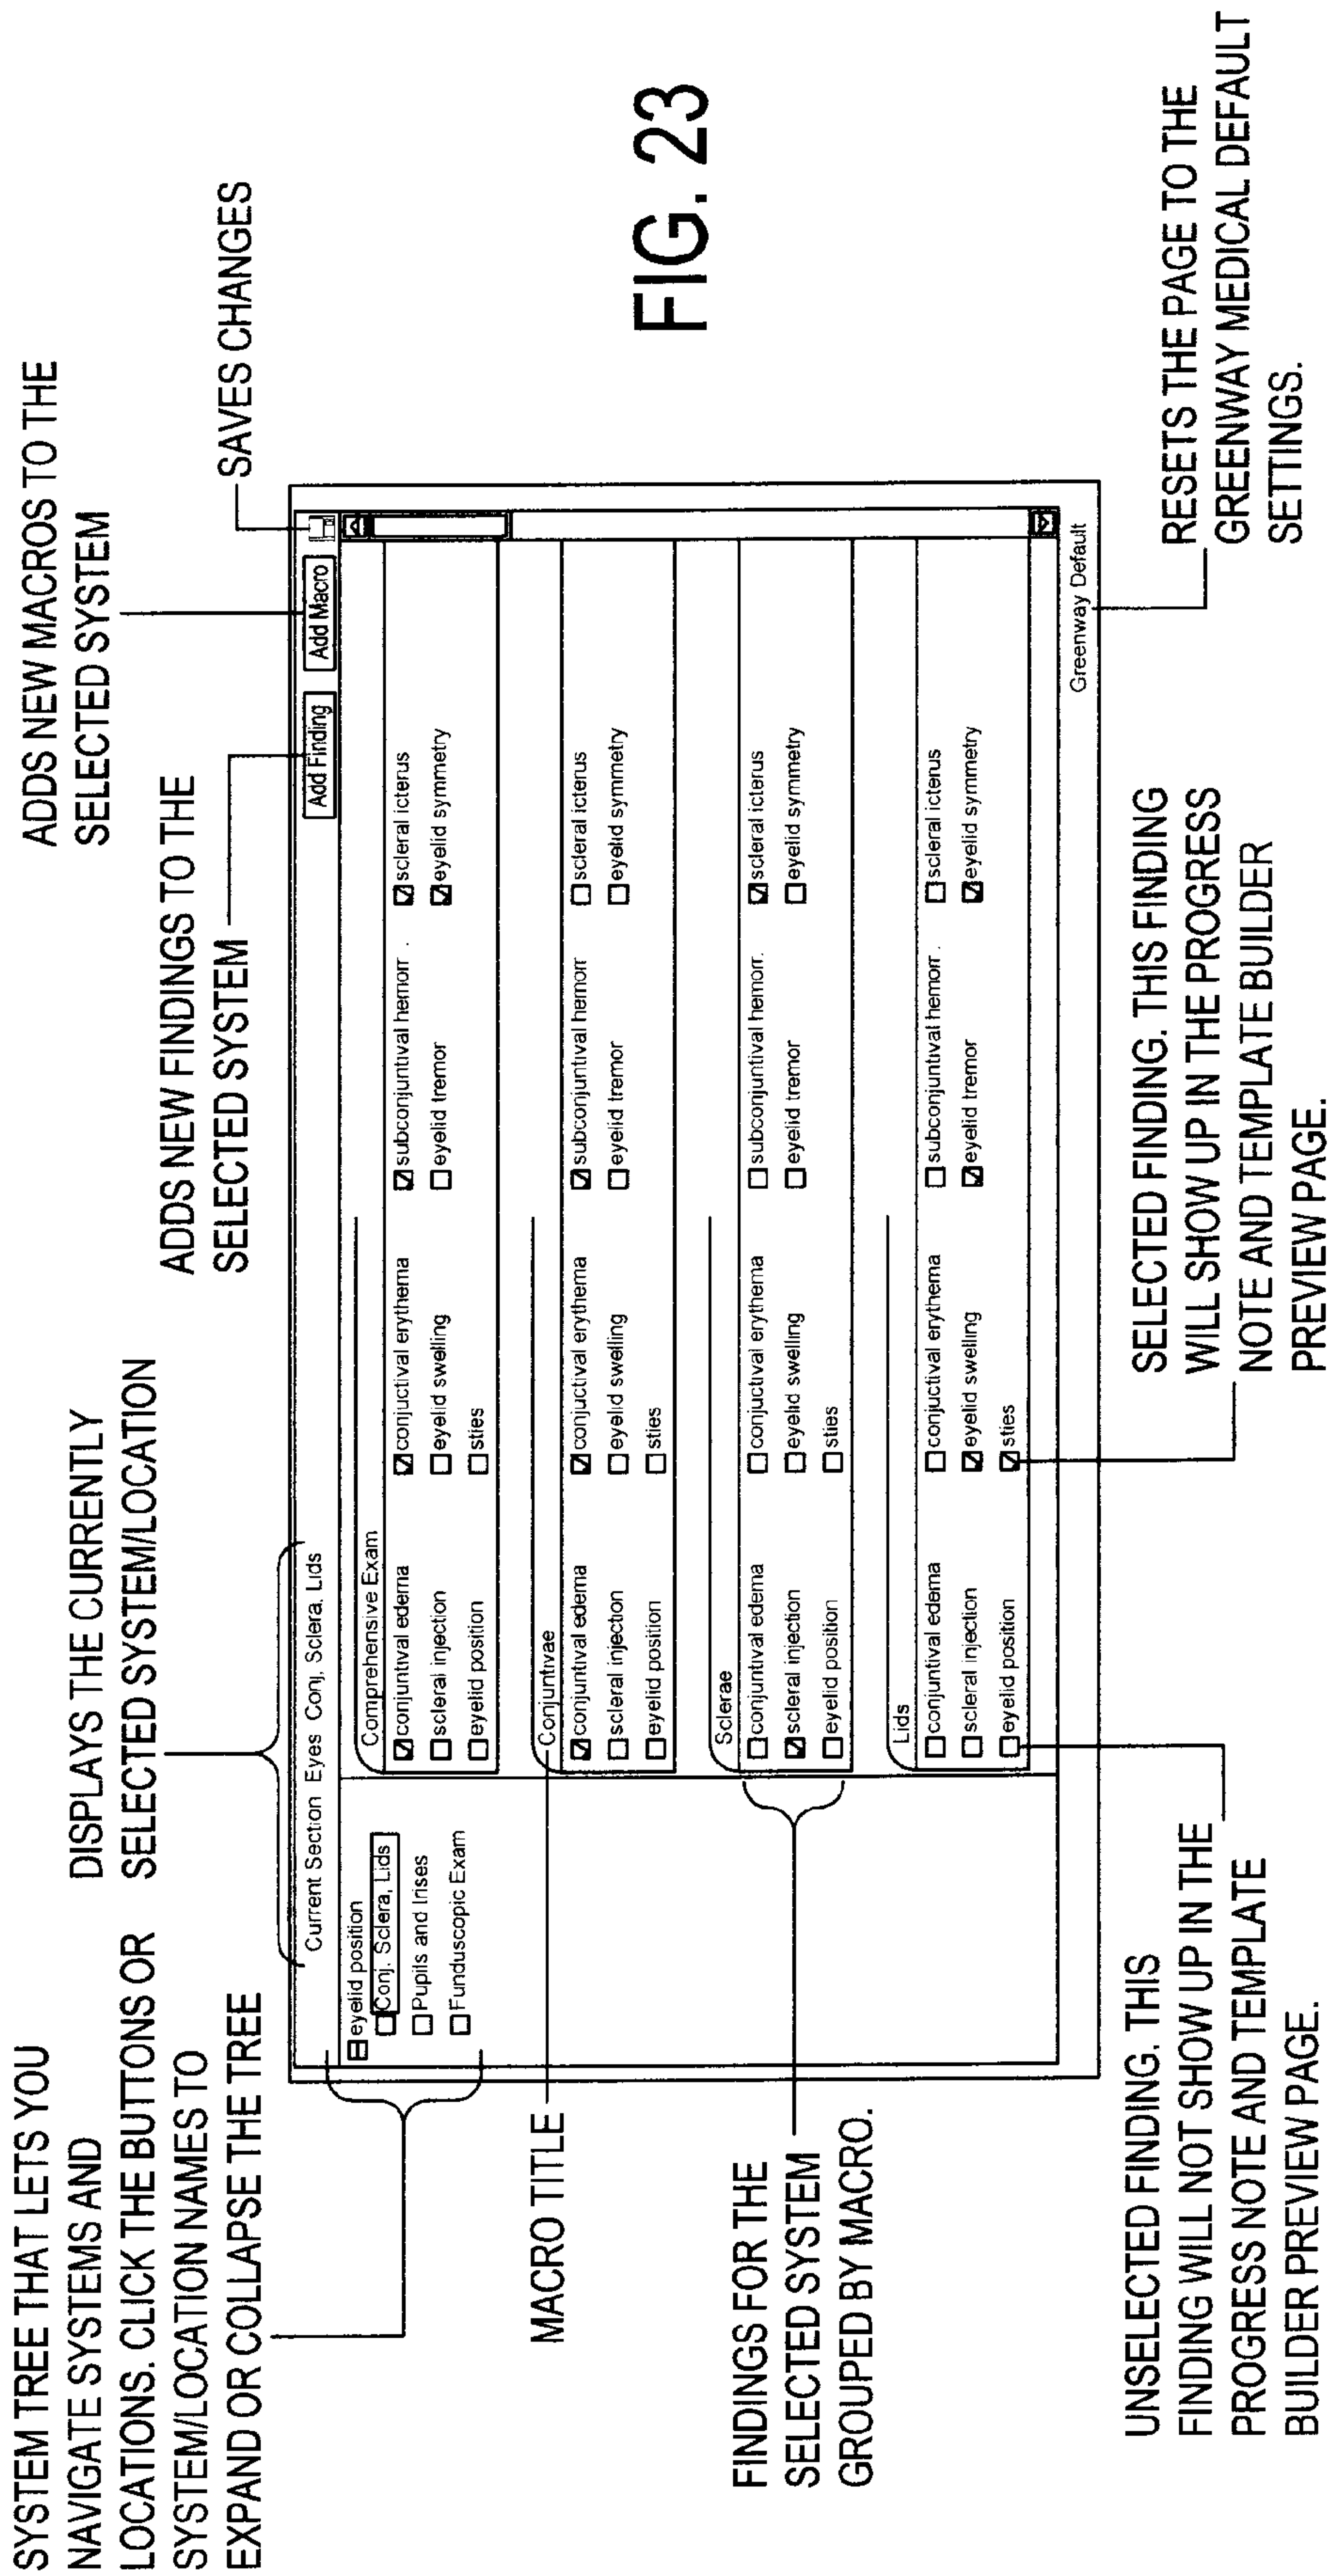 SYSTEM TREE THAT LETS YOU
NAVIGATE SYSTEMS AND
LOCATIONS. CLICK THE BUTTONS OR
SYSTEM/LOCATION NAMES TO
EXPAND OR COLLAPSE THE TREE
DISPLAYS THE CURRENTLY
SELECTED SYSTEM/LOCATION
ADDS NEW FINDINGS TO THE
SELECTED SYSTEM
ADDS NEW MACROS TO THE
SELECTED SYSTEM
SAVES CHANGES
Current Section Eyes Conj. Sclera. Lids
Add Finding Add Macro
eyelid position
Conj. Sclera, Lids
Pupils and Irises
Funduscopic Exam
Comprehensive Exam
conjuntival edema conjuctival erythema subconjuntival hemorr . scleral icterus
scleral injection eyelid swelling eyelid tremor eyelid symmetry
eyelid position sties
MACRO TITLE
Conjuntivae
conjuntival edema conjuctival erythema subconjuntival hemorr scleral icterus
scleral injection eyelid swelling eyelid tremor eyelid symmetry
eyelid position sties
FINDINGS FOR THE
SELECTED SYSTEM
GROUPED BY MACRO.
Sclerae
conjuntival edema conjuctival erythema subconjuntival hemorr. scleral icterus
scleral injection eyelid swelling eyelid tremor eyelid symmetry
eyelid position sties
Lids
conjuntival edema conjuctival erythema subconjuntival hemorr. scleral icterus
scleral injection eyelid swelling eyelid tremor eyelid symmetry
eyelid position sties
Greenway Default
UNSELECTED FINDING. THIS
FINDING WILL NOT SHOW UP IN THE
PROGRESS NOTE AND TEMPLATE
BUILDER PREVIEW PAGE.
SELECTED FINDING. THIS FINDING
WILL SHOW UP IN THE PROGRESS
NOTE AND TEMPLATE BUILDER
PREVIEW PAGE.
RESETS THE PAGE TO THE
GREENWAY MEDICAL DEFAULT
SETTINGS.
FIG. 23